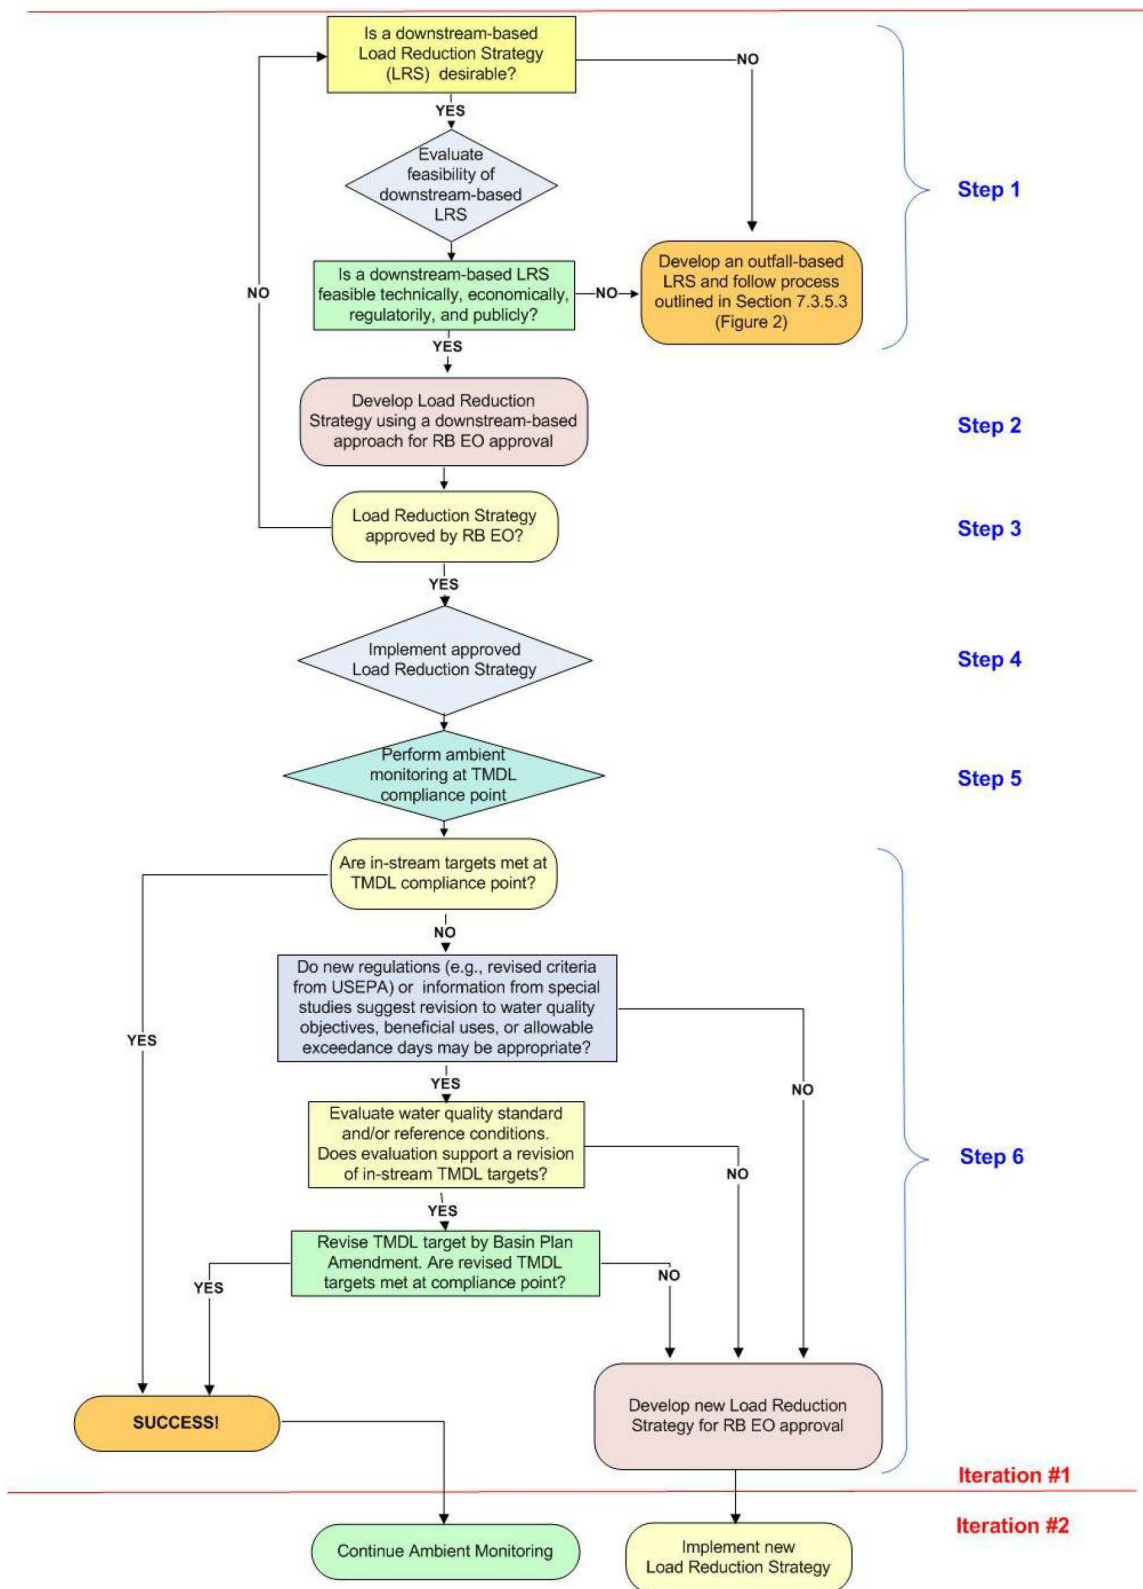 Is a downstream-based
Load Reduction Strategy
(LRS) desirable?
NO
YES
Evaluate
feasibility of
downstream-based
LRS
Step 1
Is a downstream-based LRS
feasible technically, economically,
regulatorily, and publicly?
NO
Develop an outfall-based
LRS and follow process
outlined in Section 7.3.5.3
(Figure 2)
NO
YES
Develop Load Reduction
Strategy using a downstream-based
approach for RB EO approval
Step 2
Load Reduction Strategy
approved by RB EO?
Step 3
YES
Implement approved
Load Reduction Strategy
Step 4
Perform ambient
monitoring at TMDL
compliance point
Step 5
Are in-stream targets met at
TMDL compliance point?
NO
Do new regulations (e.g., revised criteria
from USEPA) or information from special
studies suggest revision to water quality
objectives, beneficial uses, or allowable
exceedance days may be appropriate?
YES
YES
NO
Evaluate water quality standard
and/or reference conditions.
Does evaluation support a revision
of in-stream TMDL targets?
NO
Step 6
YES
Revise TMDL target by Basin Plan
Amendment. Are revised TMDL
targets met at compliance point?
YES
NO
SUCCESS!
Develop new Load Reduction
Strategy for RB EO approval
Iteration #1
Iteration #2
Continue Ambient Monitoring
Implement new
Load Reduction Strategy